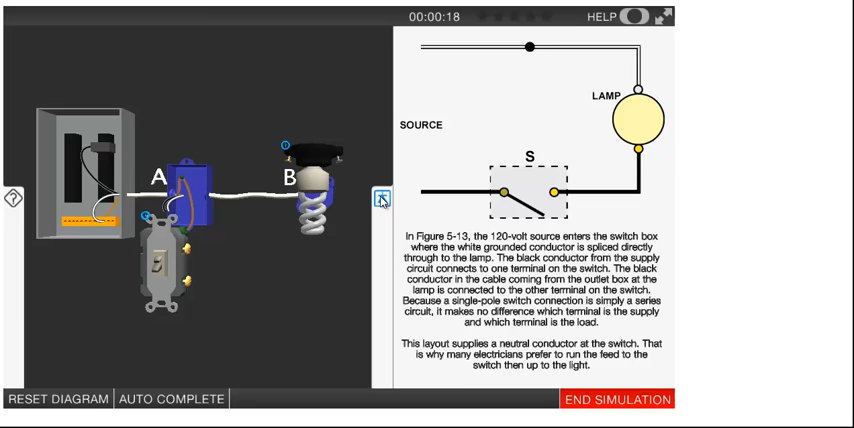 00:00:18
HELP
LAMP
SOURCE
S
A
B
In Figure 5-13, the 120-volt source enters the switch box
where the white grounded conductor is spliced directly
through to the lamp. The black conductor from the supply
circuit connects to one terminal on the switch. The black
conductor in the cable coming from the outlet box at the
lamp is connected to the other terminal on the switch.
Because a single-pole switch connection is simply a series
circuit, it makes no difference which terminal is the supply
and which terminal is the load.
This layout supplies a neutral conductor at the switch. That
is why many electricians prefer to run the feed to the
switch then up to the light.
RESET DIAGRAM
AUTO COMPLETE
END SIMULATION